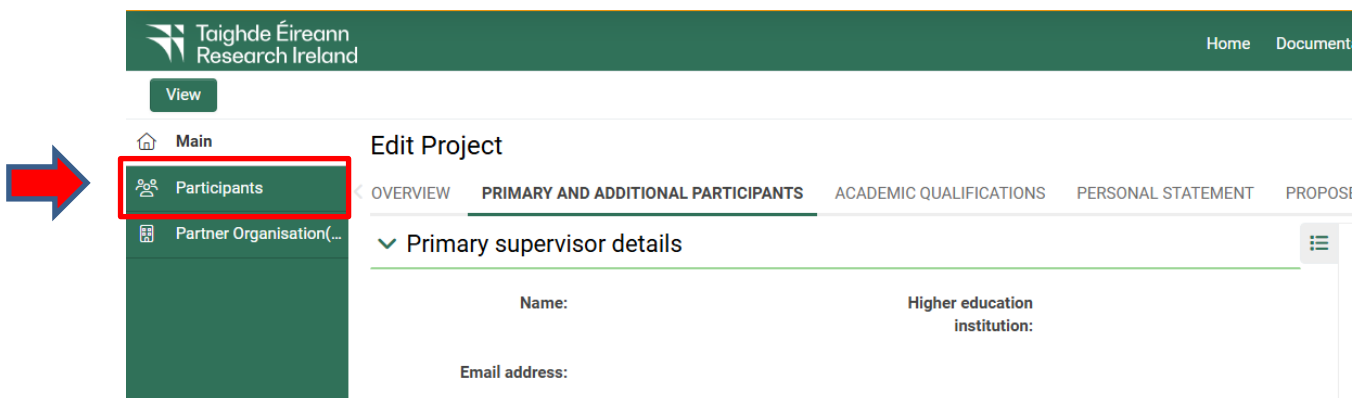 Taighde Éireann
Research Ireland
Home Document
View
Main
Participants
Partner Organisation(...
Edit Project
OVERVIEW PRIMARY AND ADDITIONAL PARTICIPANTS ACADEMIC QUALIFICATIONS PERSONAL STATEMENT PROPOSE
Primary supervisor details
Name:
Higher education
institution:
Email address: